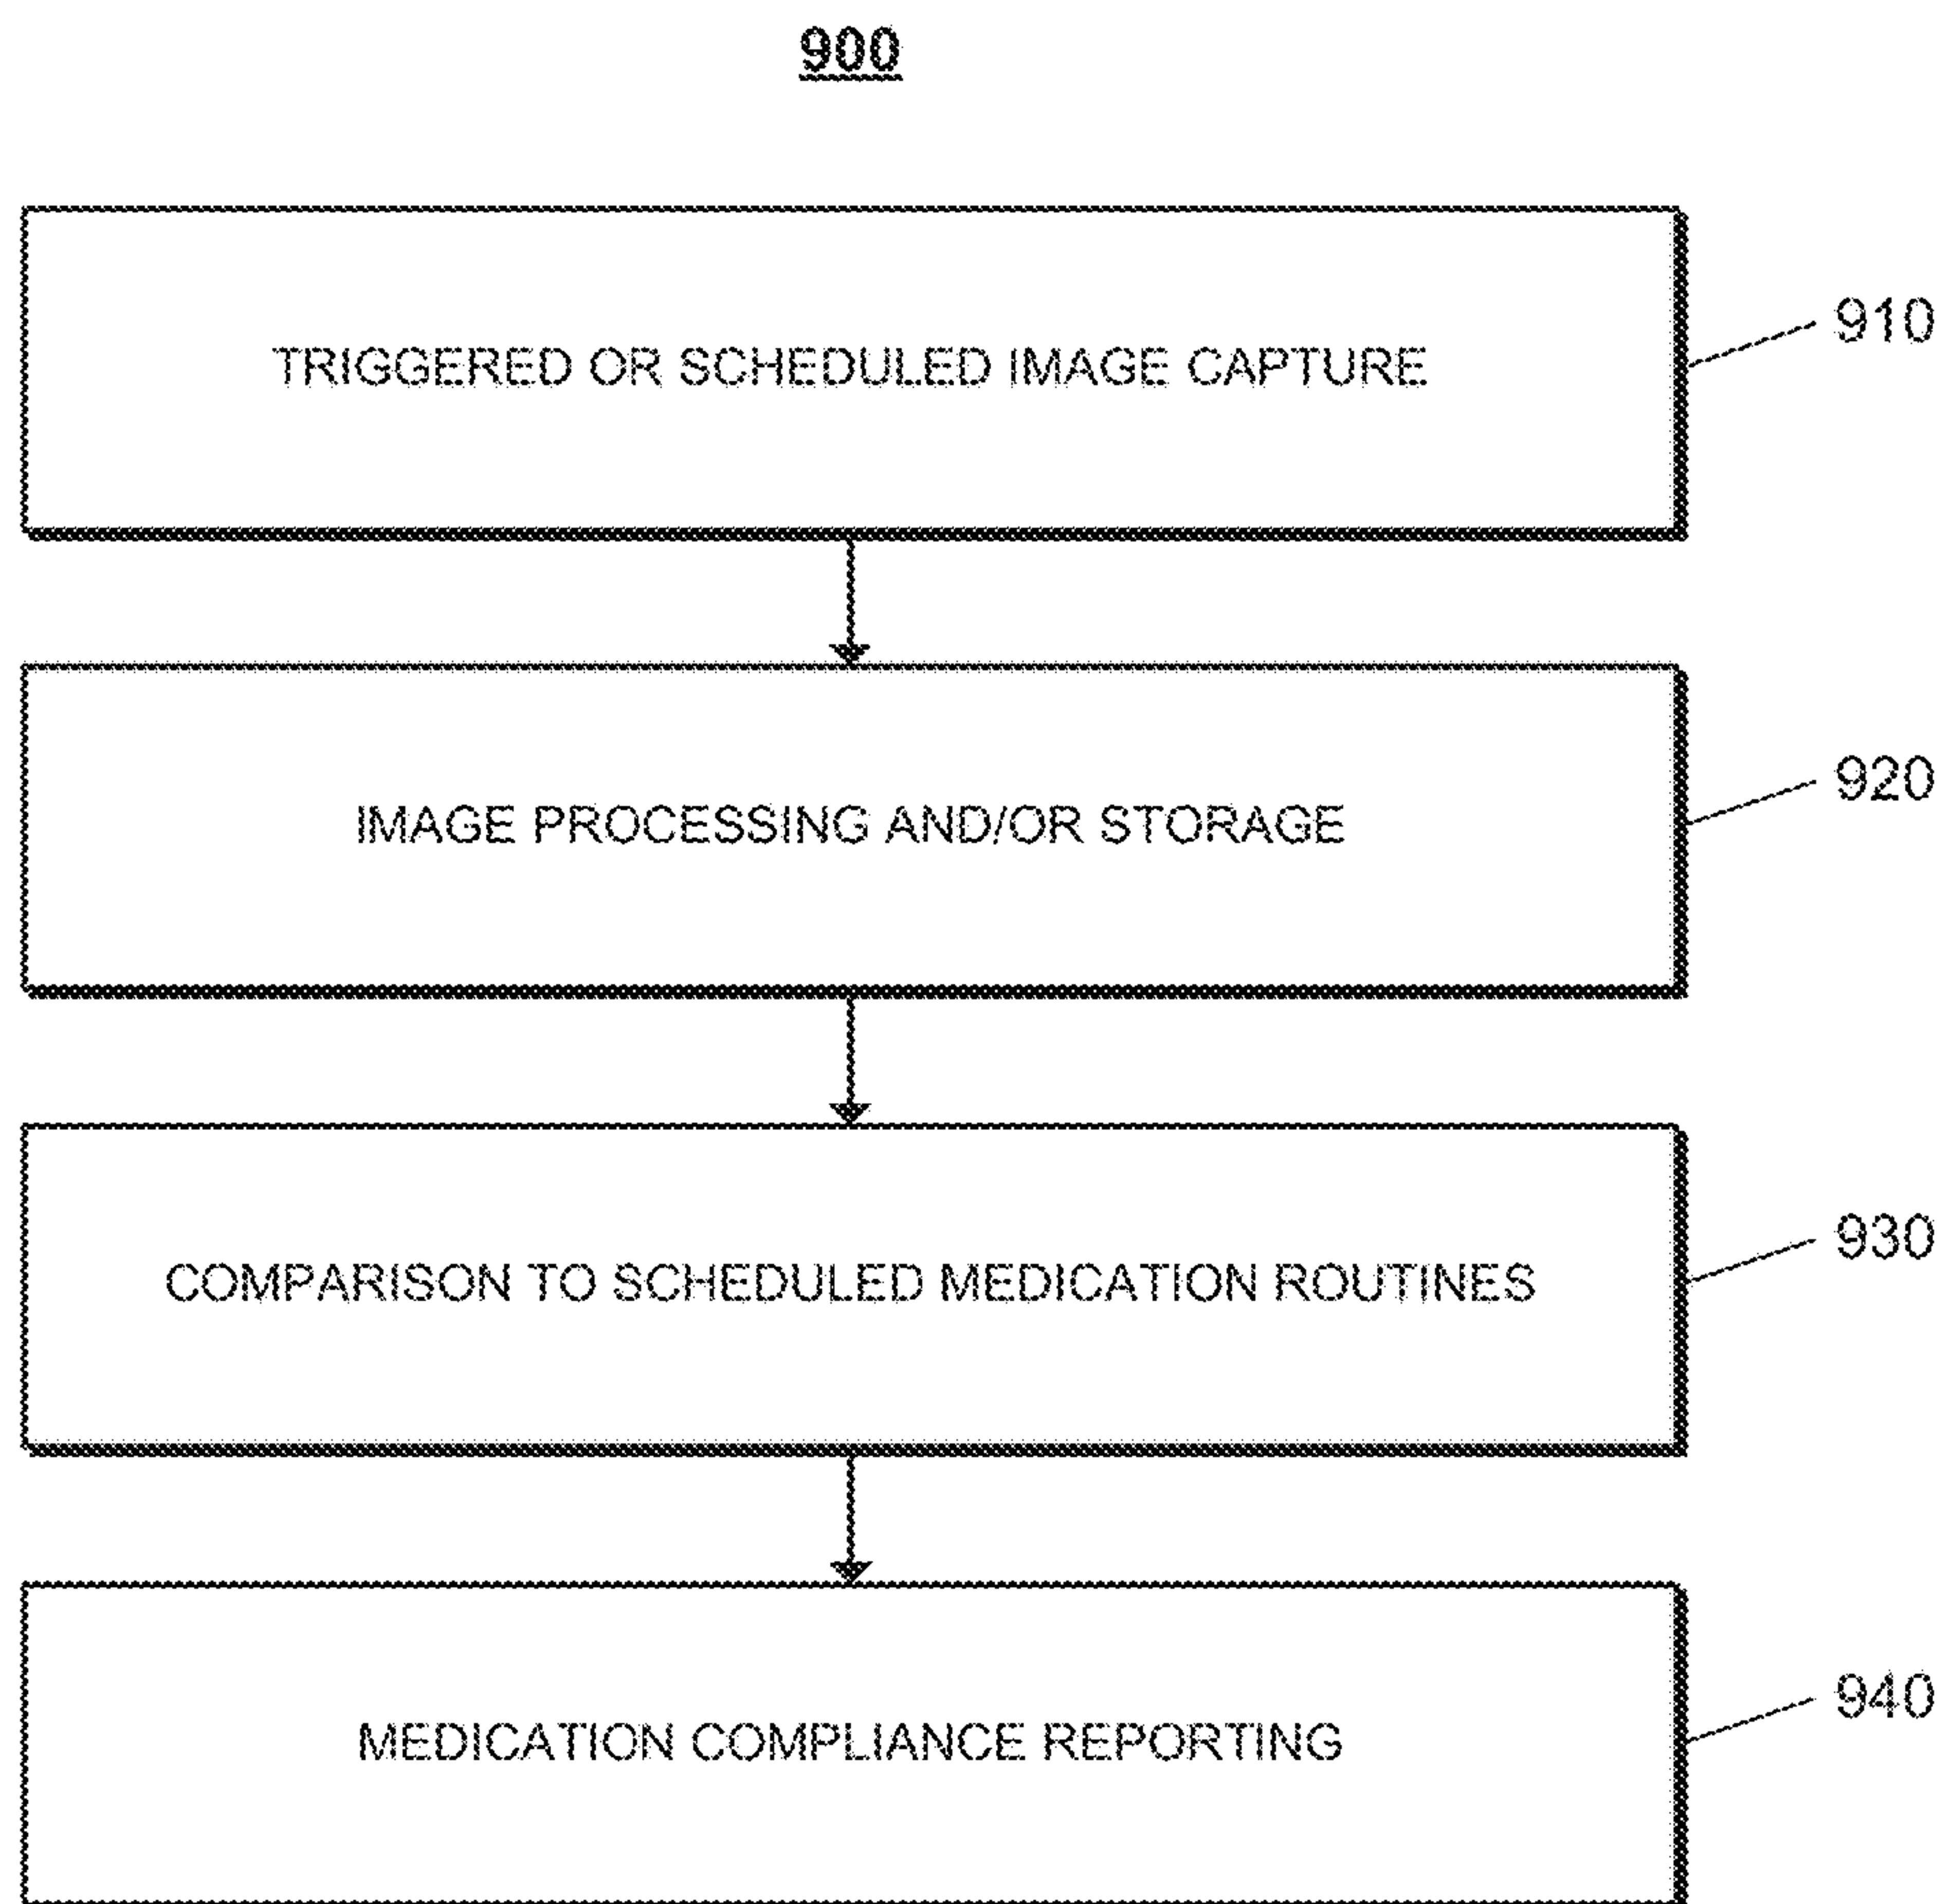 900
TRIGGERED OR SCHEDULED IMAGE CAPTURE
910
IMAGE PROCESSING AND/OR STORAGE
920
COMPARISON TO SCHEDULED MEDICATION ROUTINES
930
MEDICATION COMPLIANCE REPORTING
940